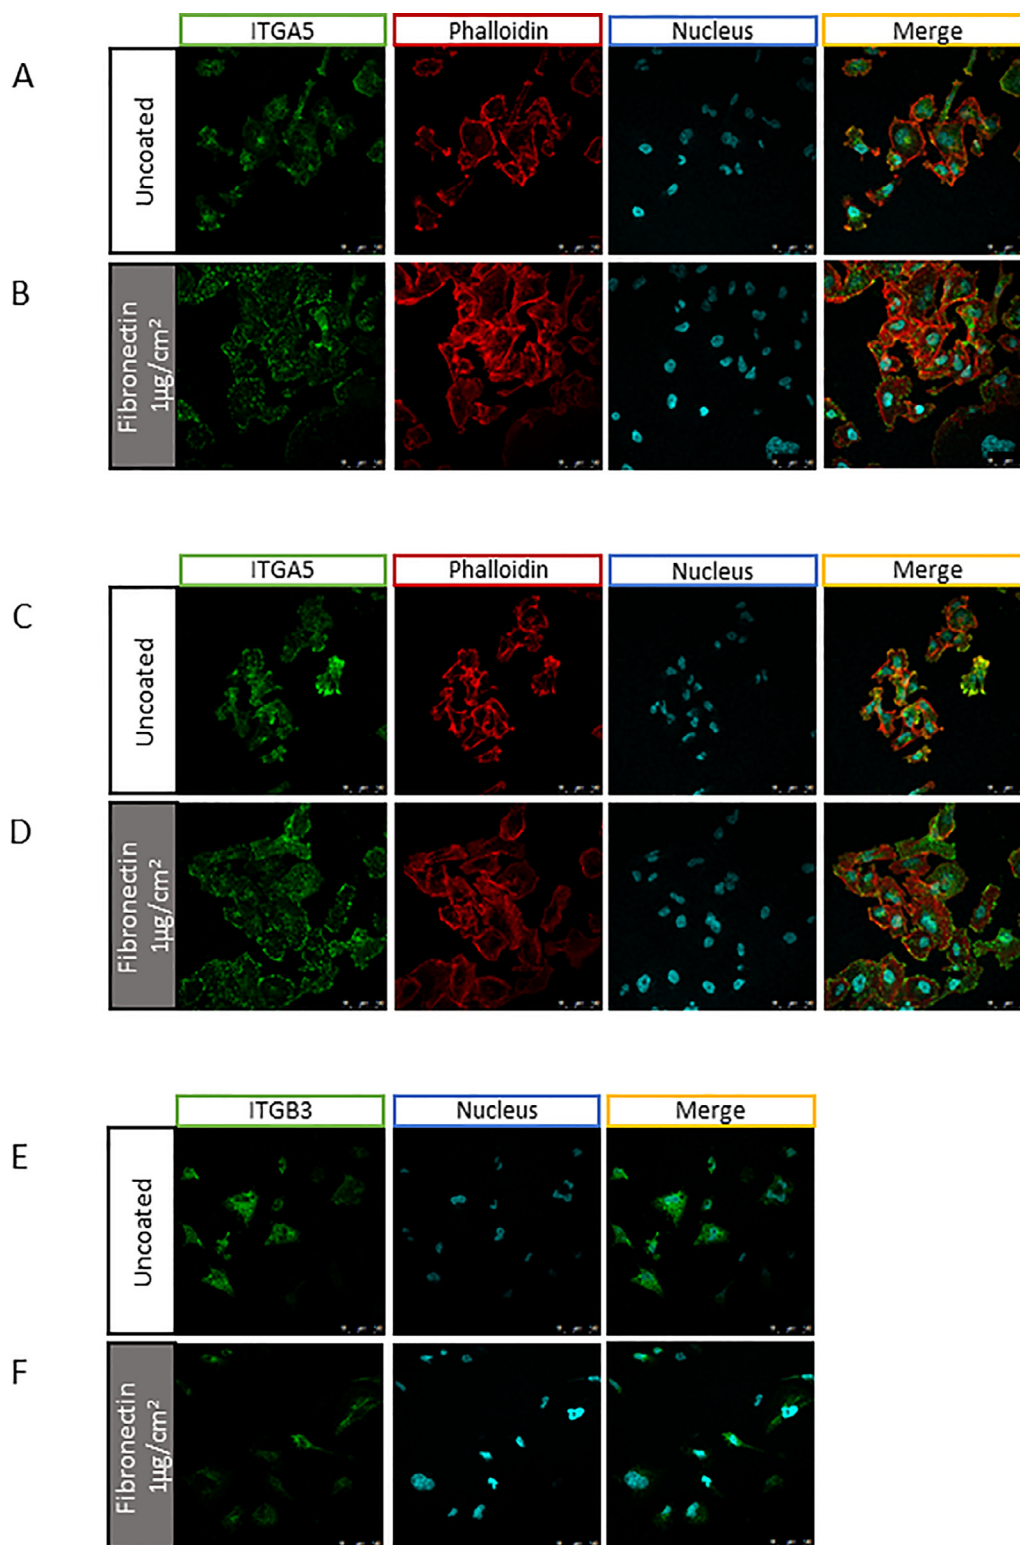 ITGA5 Phalloidin Nucleus Merge
A
Uncoated
B
Fibronectin
1µg/cm²
ITGA5 Phalloidin Nucleus Merge
C
Uncoated
D
Fibronectin
1µg/cm²
ITGB3 Nucleus Merge
E
Uncoated
F
Fibronectin
1µg/cm²